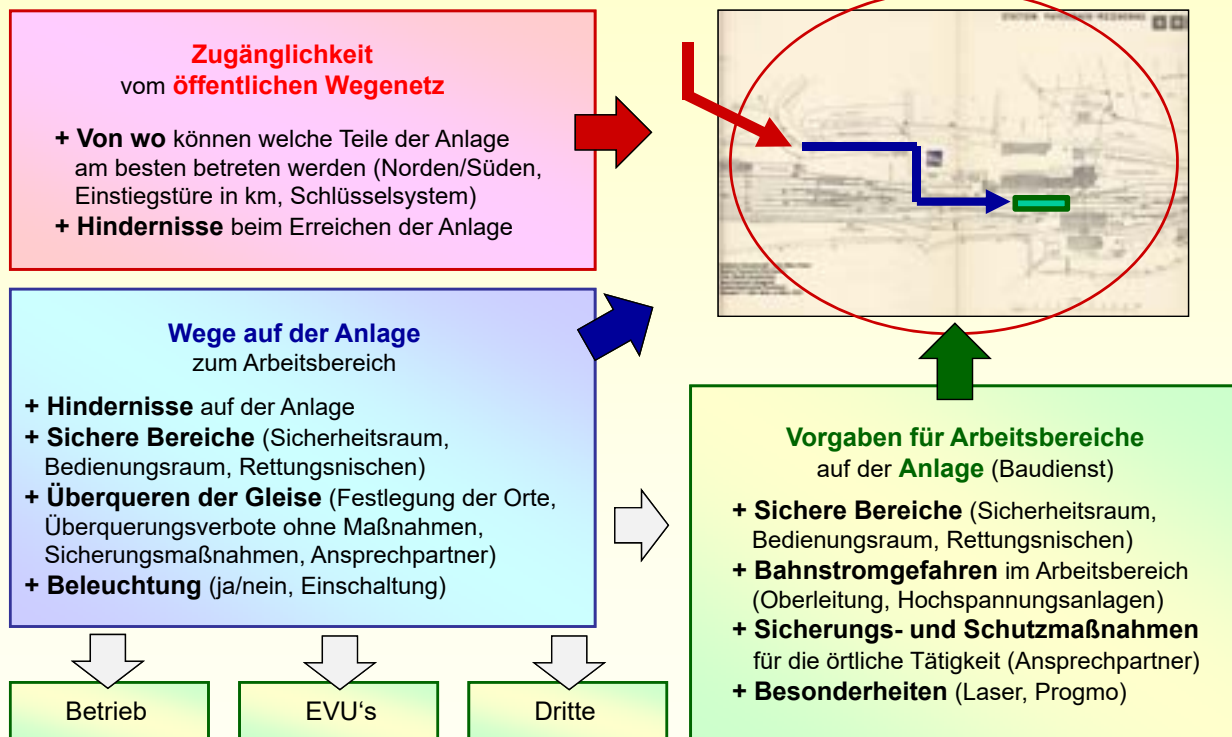 Zugänglichkeit
vom öffentlichen Wegenetz
+ Von wo können welche Teile der Anlage
am besten betreten werden (Norden/Süden,
Einstiegstüre in km, Schlüsselsystem)
+ Hindernisse beim Erreichen der Anlage
Wege auf der Anlage
zum Arbeitsbereich
+ Hindernisse auf der Anlage
+ Sichere Bereiche (Sicherheitsraum,
Bedienungsraum, Rettungsnischen)
+ Überqueren der Gleise (Festlegung der Orte,
Überquerungsverbote ohne Maßnahmen,
Sicherungsmaßnahmen, Ansprechpartner)
+ Beleuchtung (ja/nein, Einschaltung)
Betrieb
EVU‘s
Dritte
Vorgaben für Arbeitsbereiche
auf der Anlage (Baudienst)
+ Sichere Bereiche (Sicherheitsraum,
Bedienungsraum, Rettungsnischen)
+ Bahnstromgefahren im Arbeitsbereich
(Oberleitung, Hochspannungsanlagen)
+ Sicherungs- und Schutzmaßnahmen
für die örtliche Tätigkeit (Ansprechpartner)
+ Besonderheiten (Laser, Progmo)